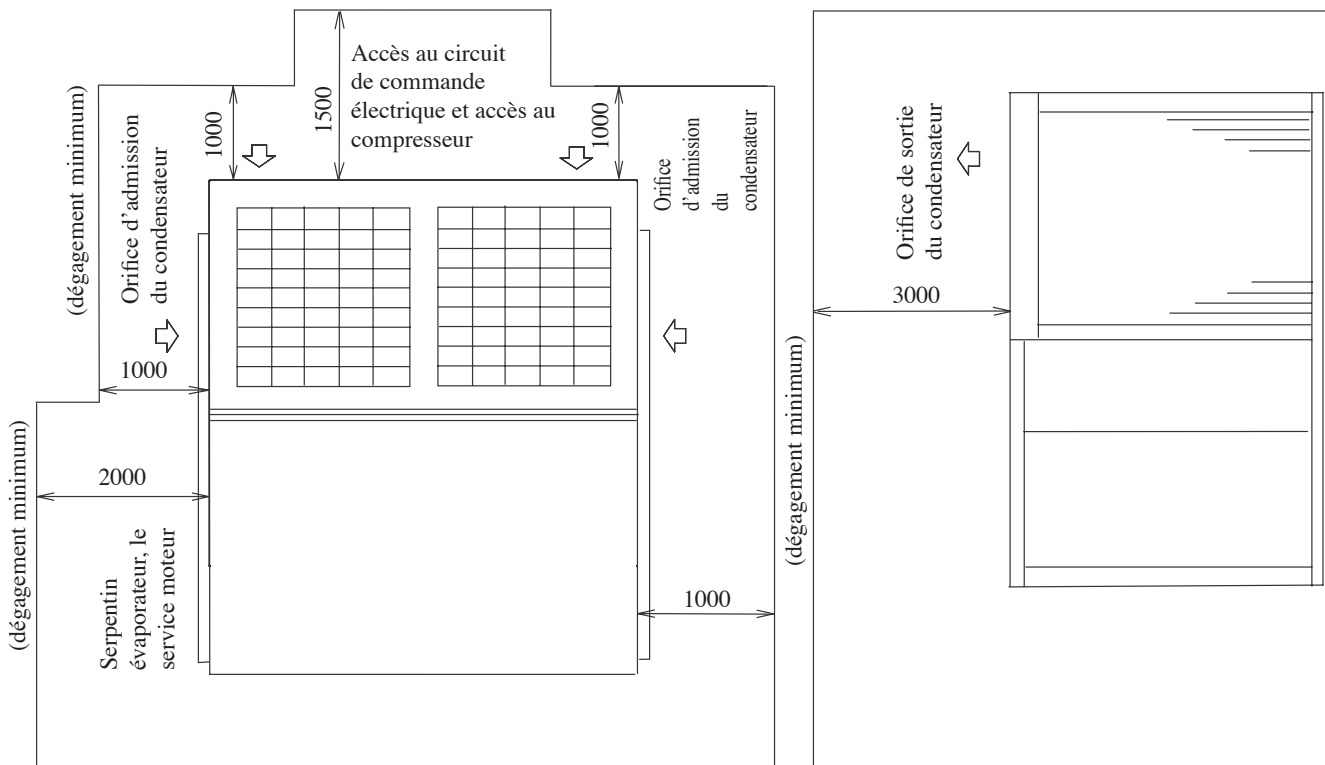 Accès au circuit
de commande
électrique et accès au
compresseur
1500
1000
1000
(dégagement minimum)
Orifice d’admission
du condensateur
Orifice
d’admission
du
condensateur
1000
(dégagement minimum)
2000
Serpentin
évaporateur, le
service moteur
1000
Orifice de sortie
du condensateur
3000
(dégagement minimum)